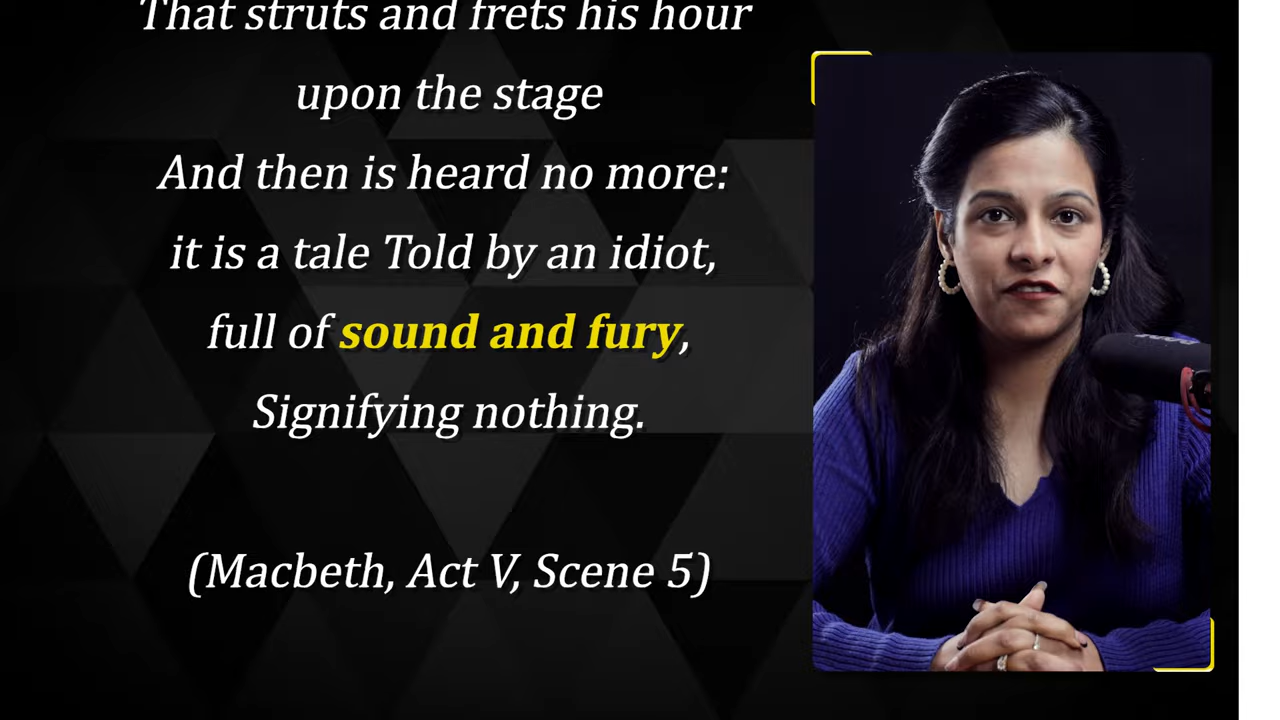 That struts and frets his hour
upon the stage
And then is heard no more:
it is a tale Told by an idiot,
full of sound and fury,
Signifying nothing.
(Macbeth, Act V, Scene 5)